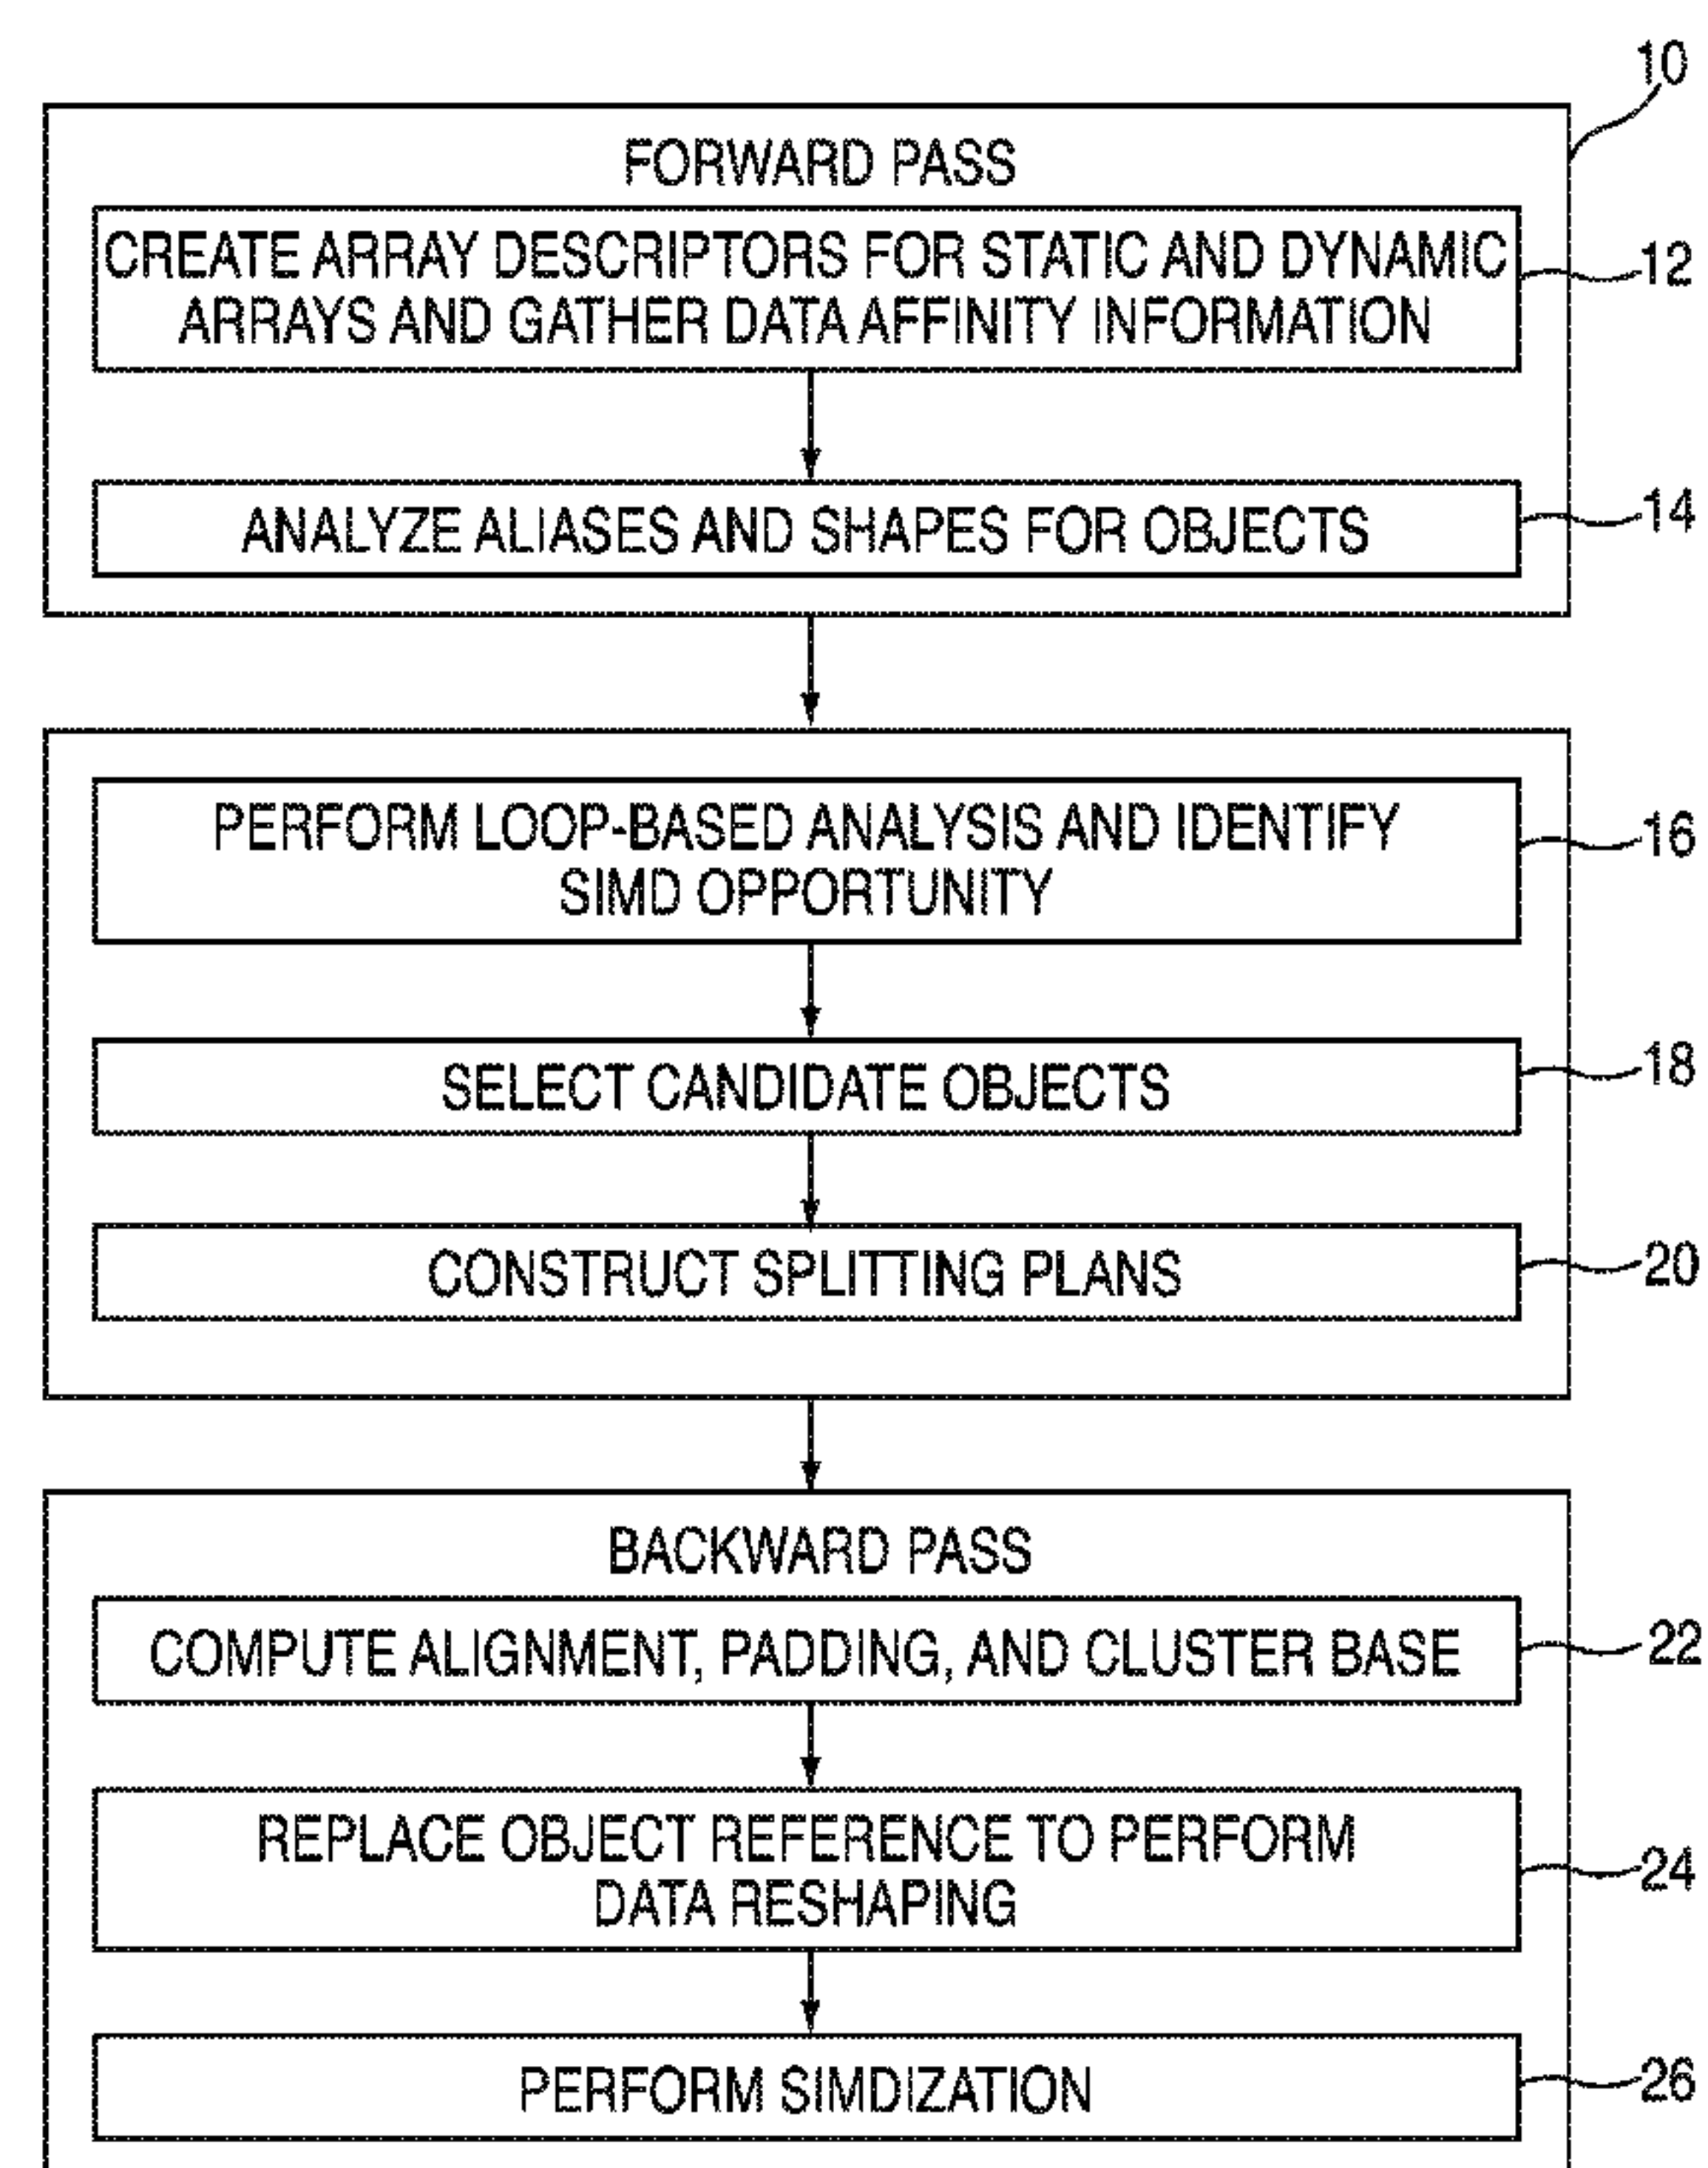 10
FORWARD PASS
CREATE ARRAY DESCRIPTORS FOR STATIC AND DYNAMIC
ARRAYS AND GATHER DATA AFFINITY INFORMATION
12
ANALYZE ALIASES AND SHAPES FOR OBJECTS
14
PERFORM LOOP-BASED ANALYSIS AND IDENTIFY
SIMD OPPORTUNITY
16
SELECT CANDIDATE OBJECTS
18
CONSTRUCT SPLITTING PLANS
20
BACKWARD PASS
COMPUTE ALIGNMENT, PADDING, AND CLUSTER BASE
22
REPLACE OBJECT REFERENCE TO PERFORM
DATA RESHAPING
24
PERFORM SIMDIZATION
26